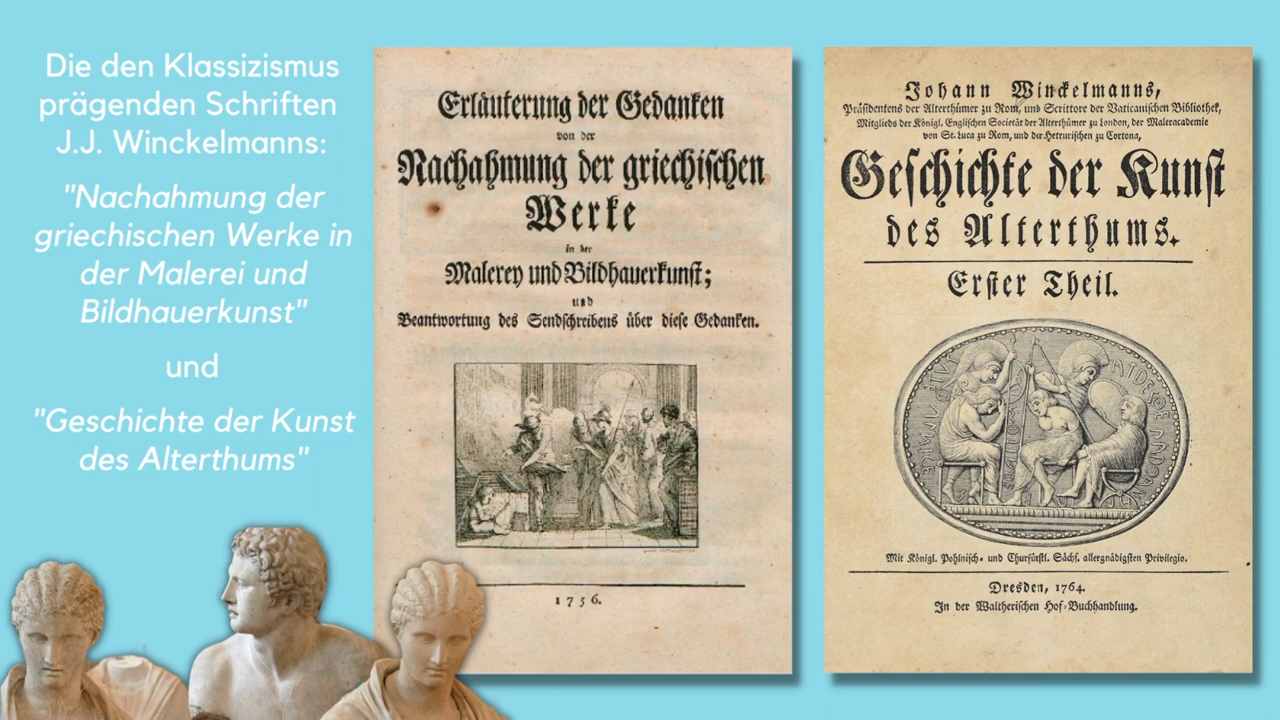 Die den Klassizismus
prägenden Schriften
J.J. Winckelmanns:
"Nachahmung der
griechischen Werke in
der Malerei und
Bildhauerkunst"
und
"Geschichte der Kunst
des Alterthums"
Erläuterung der Gedanken
von der
Nachahmung der griechischen
Werke
in der
Malerey und Bildhauerkunst;
und
Beantwortung des Sendschreibens über diese Gedanken.
1756.
Johann Winckelmanns,
Präsidentens der Alterthümer zu Rom, und Scrittore der Vaticanischen Bibliothek,
Mitglieds der Königl. Englischen Societät der Alterthümer zu London, der Maleracademie
von St. Luca zu Rom, und der Hetrurischen zu Cortona,
Geschichte der Kunst
des Alterthums.
Erster Theil.
Mit Königl. Pohlnisch- und Churfürstl. Sächs. allergnädigsten Privilegio.
Dresden, 1764.
In der Waltherischen Hof-Buchhandlung.